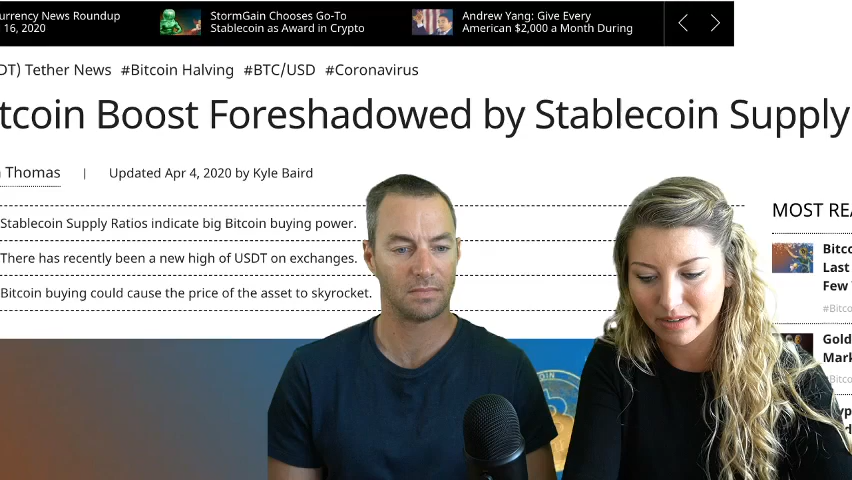 urrency News Roundup
16, 2020
StormGain Chooses Go-To
Stablecoin as Award in Crypto
Andrew Yang: Give Every
American $2,000 a Month During
DT) Tether News #Bitcoin Halving #BTC/USD #Coronavirus
tcoin Boost Foreshadowed by Stablecoin Supply
Thomas | Updated Apr 4, 2020 by Kyle Baird
Stablecoin Supply Ratios indicate big Bitcoin buying power.
There has recently been a new high of USDT on exchanges.
Bitcoin buying could cause the price of the asset to skyrocket.
MOST REA
Bitco
Last
Few
#Bitco
Gold
Mark
Bitco